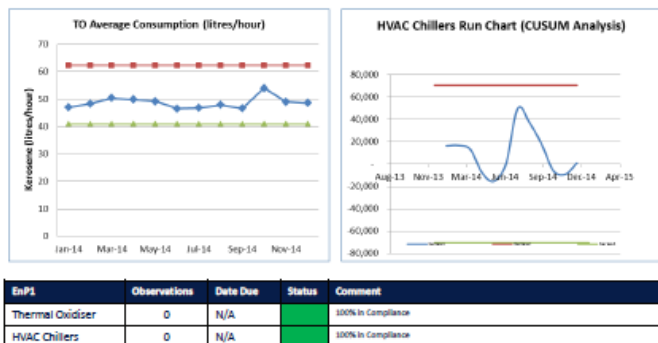 TO Average Consumption (litres/hour)
Kerosene (litres/hour)
70
60
50
40
30
20
10
0
Jan-14 Mar-14 May-14 Jul-14 Sep-14 Nov-14
HVAC Chillers Run Chart (CUSUM Analysis)
80,000
60,000
40,000
20,000
-
Aug-13 Nov-13 Mar-14 Jun-14 Sep-14 Dec-14 Apr-15
-20,000
-40,000
-60,000
-80,000
EnP1 Observations Date Due Status Comment
Thermal Oxidiser 0 N/A 100% in Compliance
HVAC Chillers 0 N/A 100% in Compliance